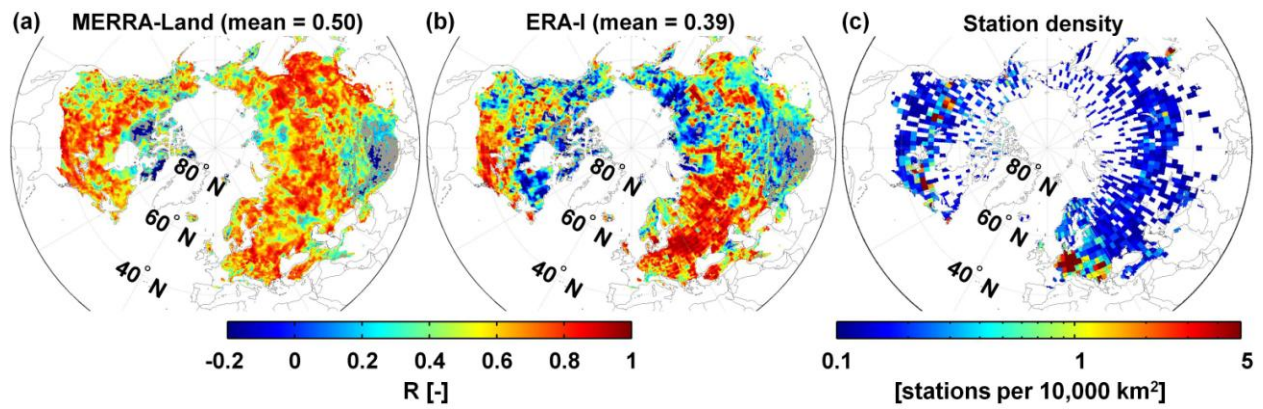 (a) MERRA-Land (mean = 0.50)
(b) ERA-I (mean = 0.39)
(c) Station density
80° N
60° N
40° N
80° N
60° N
40° N
80° N
60° N
40° N
-0.2 0 0.2 0.4 0.6 0.8 1
R [-]
0.1 1 5
[stations per 10,000 km²]